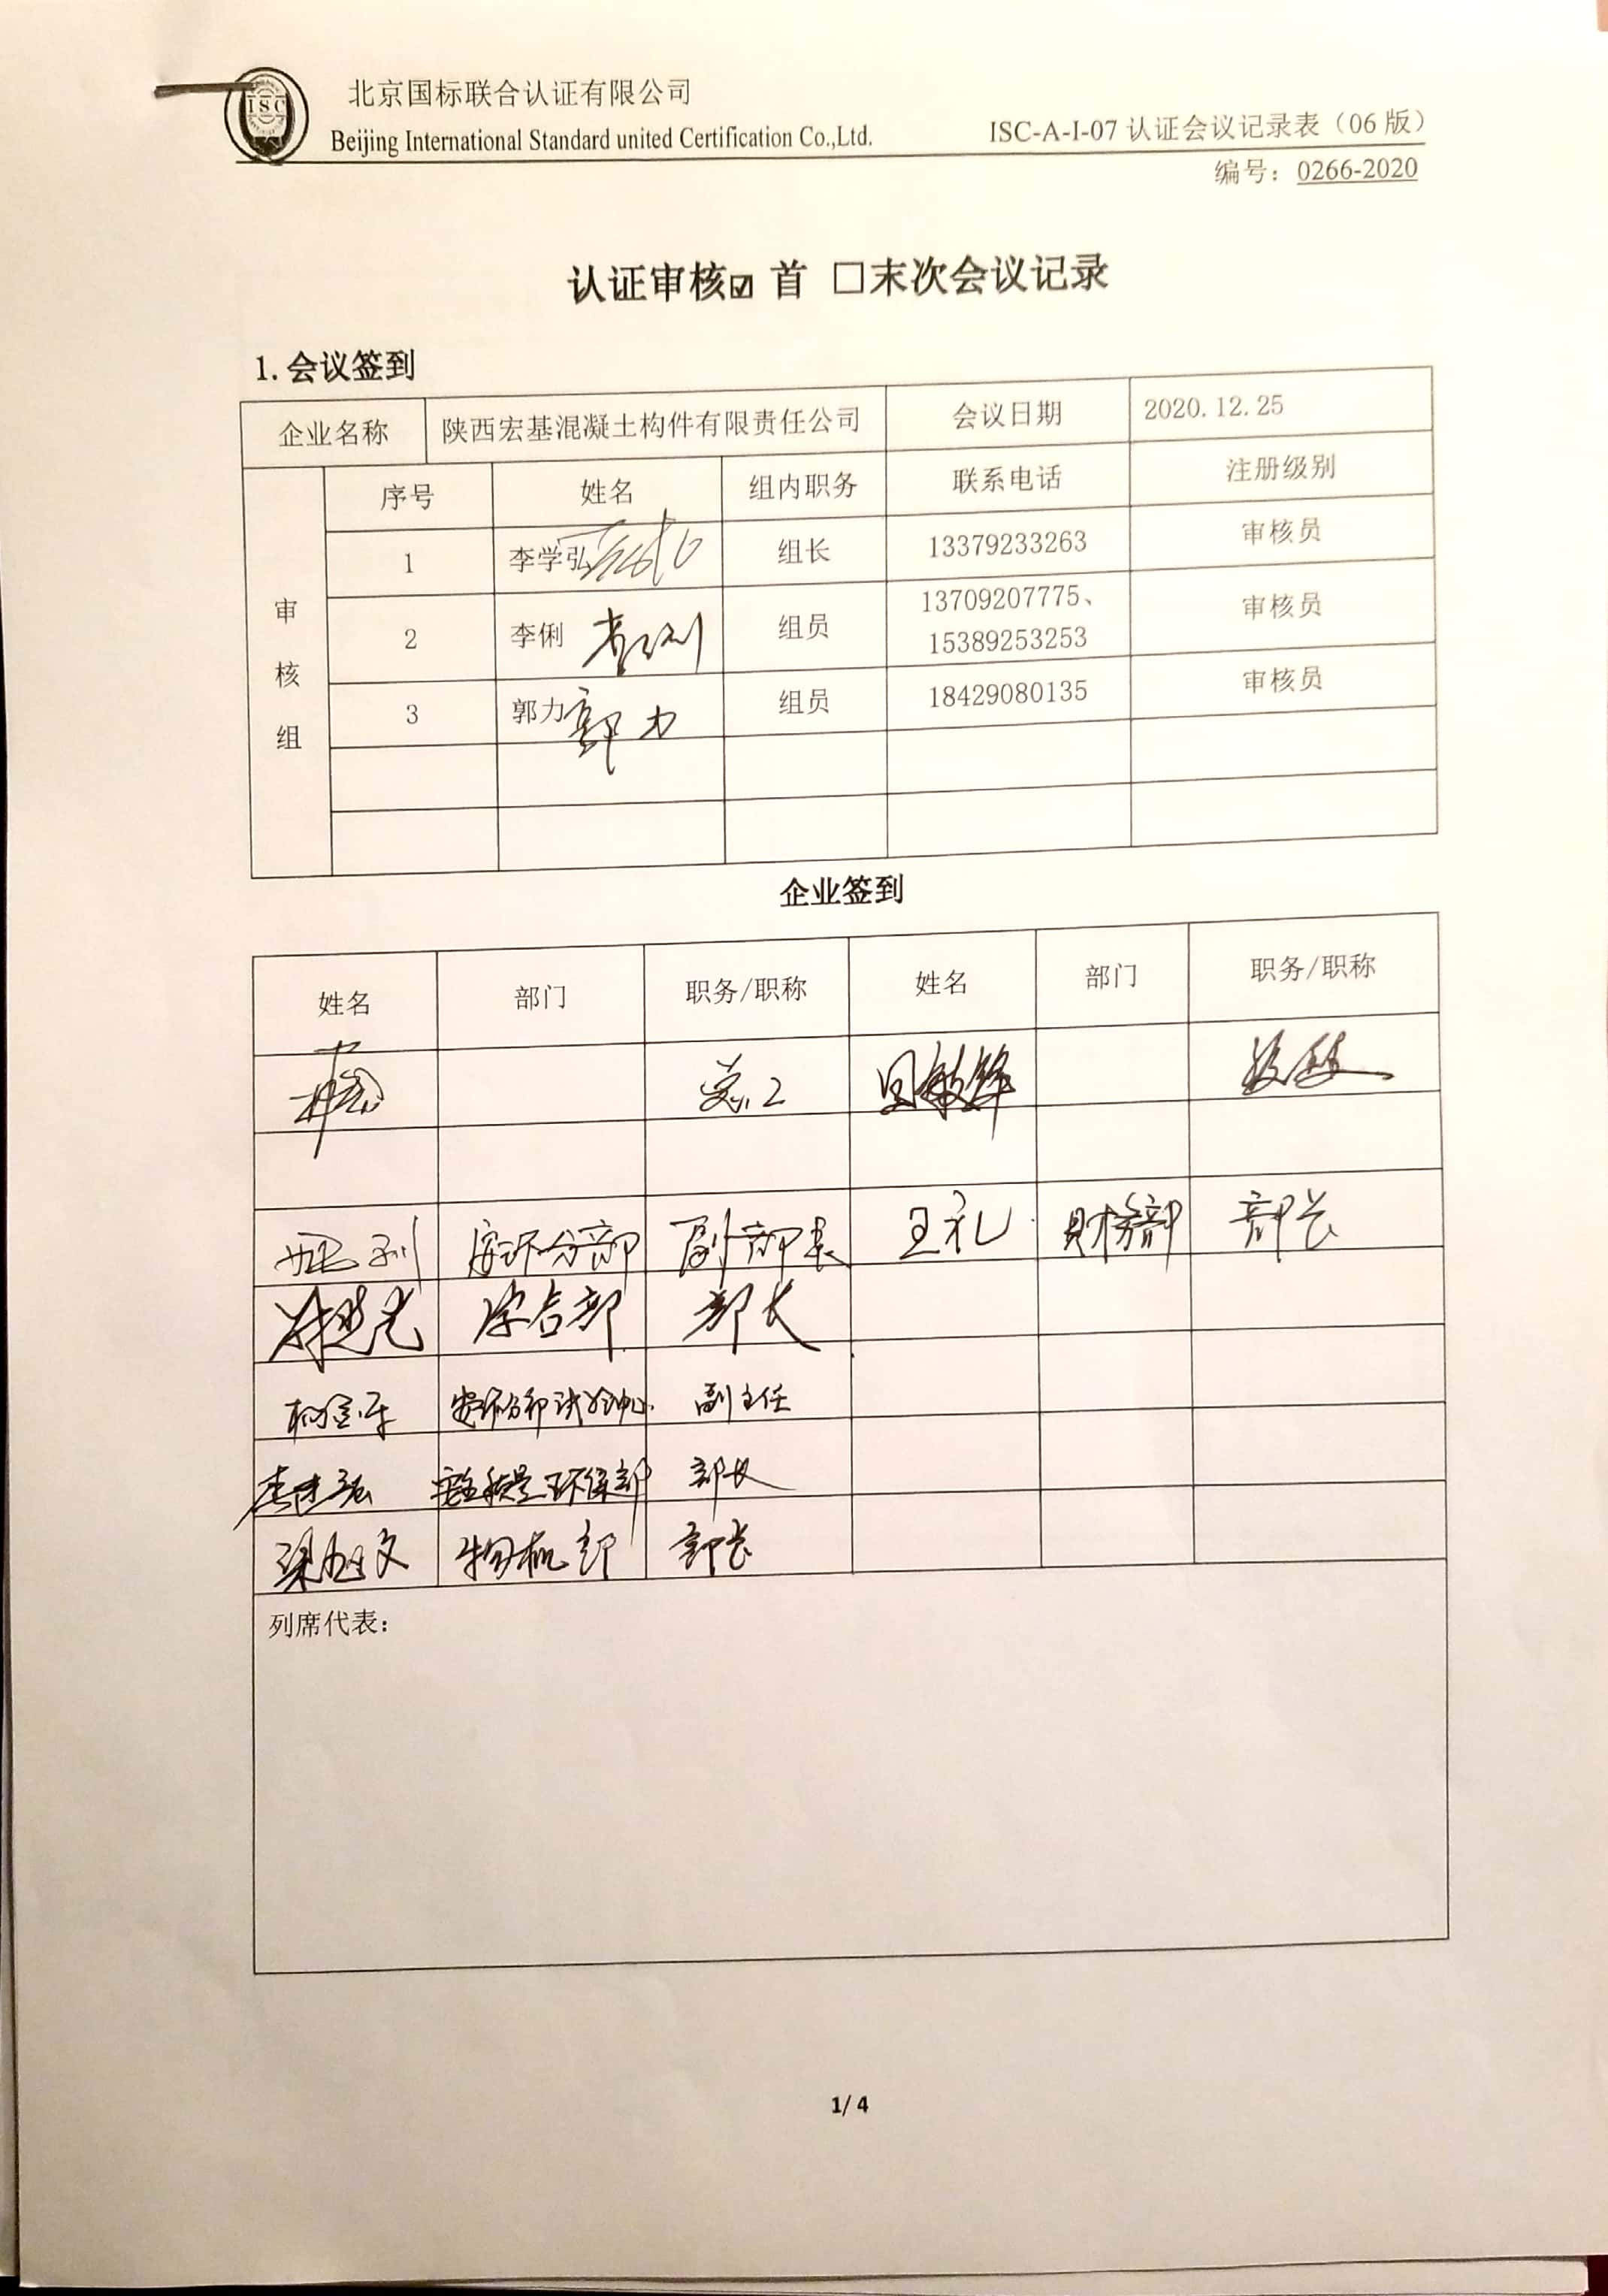 北京国标联合认证有限公司
Beijing International Standard united Certification Co.,Ltd.
ISC-A-I-07 认证会议记录表（06 版）
ISC
编号：0266-2020
认证审核☑ 首 □末次会议记录
1.会议签到
企业名称 陕西宏基混凝土构件有限责任公司 会议日期 2020.12.25
审核组
序号 姓名 组内职务 联系电话 注册级别
1 李学弘 组长 13379233263 审核员
2 李俐 李俐 组员 13709207775、15389253253 审核员
3 郭力 郭力 组员 18429080135 审核员
企业签到
姓名 部门 职务/职称 姓名 部门 职务/职称
总工
副部长 王礼 财务部 部长
综合部 部长
副主任
部长
部长
列席代表：
1/ 4